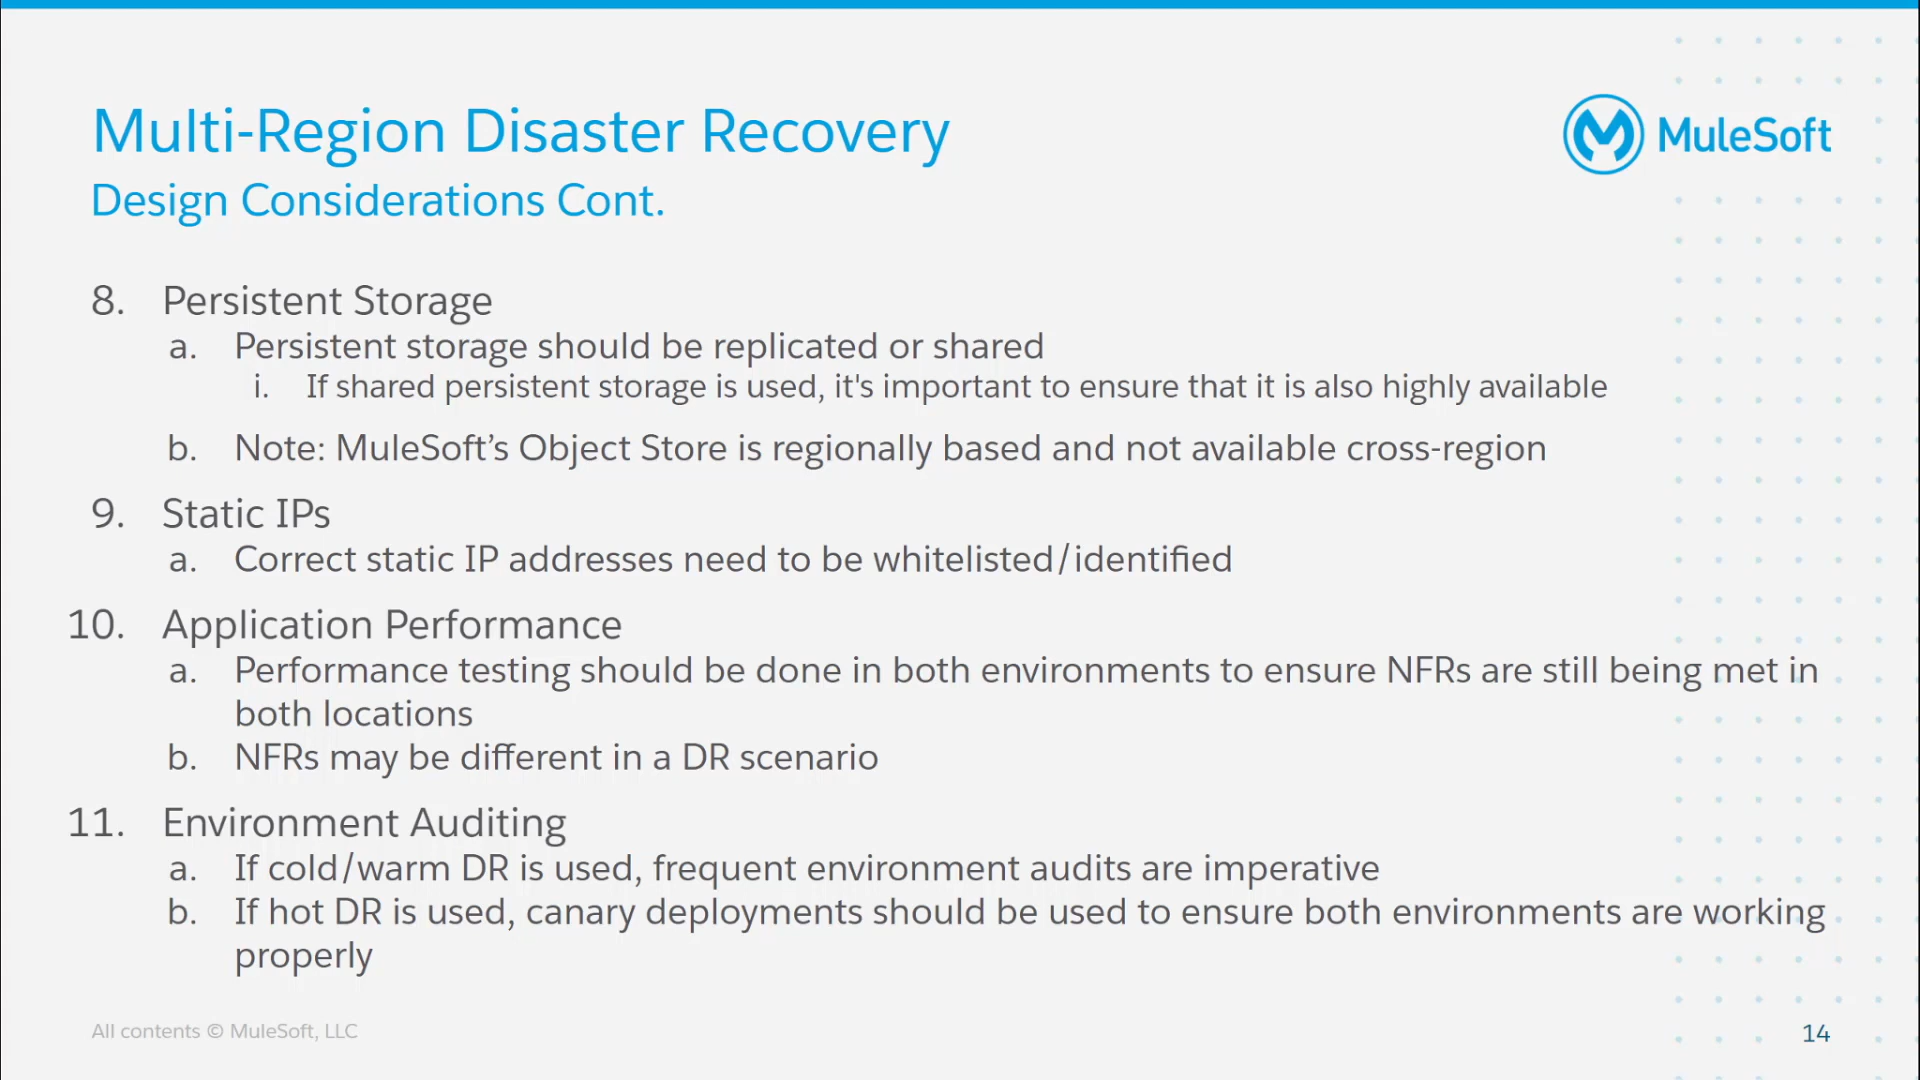 Multi-Region Disaster Recovery
MuleSoft
Design Considerations Cont.
8. Persistent Storage
a. Persistent storage should be replicated or shared
i. If shared persistent storage is used, it's important to ensure that it is also highly available
b. Note: MuleSoft’s Object Store is regionally based and not available cross-region
9. Static IPs
a. Correct static IP addresses need to be whitelisted/identified
10. Application Performance
a. Performance testing should be done in both environments to ensure NFRs are still being met in
both locations
b. NFRs may be different in a DR scenario
11. Environment Auditing
a. If cold/warm DR is used, frequent environment audits are imperative
b. If hot DR is used, canary deployments should be used to ensure both environments are working
properly
All contents © MuleSoft, LLC
14